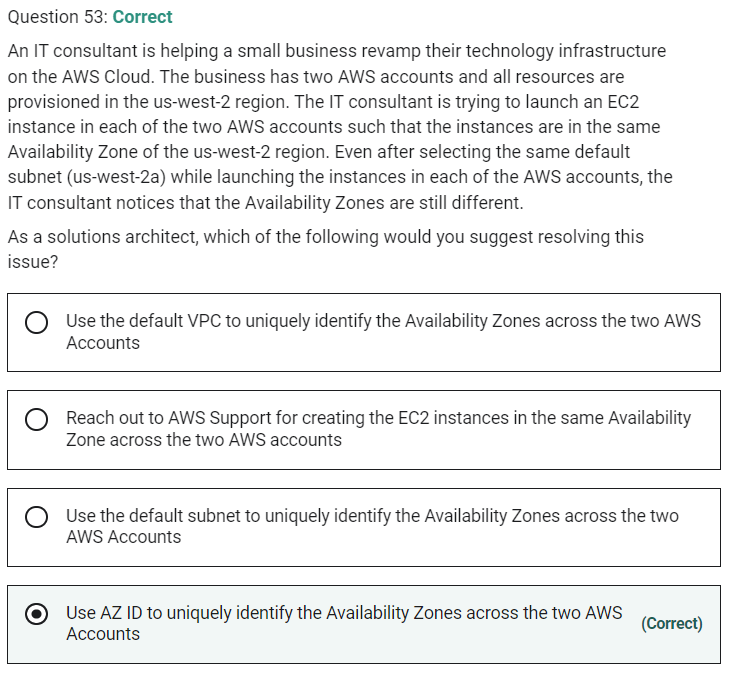 Question 53: Correct
An IT consultant is helping a small business revamp their technology infrastructure
on the AWS Cloud. The business has two AWS accounts and all resources are
provisioned in the us-west-2 region. The IT consultant is trying to launch an EC2
instance in each of the two AWS accounts such that the instances are in the same
Availability Zone of the us-west-2 region. Even after selecting the same default
subnet (us-west-2a) while launching the instances in each of the AWS accounts, the
IT consultant notices that the Availability Zones are still different.
As a solutions architect, which of the following would you suggest resolving this
issue?
Use the default VPC to uniquely identify the Availability Zones across the two AWS
Accounts
Reach out to AWS Support for creating the EC2 instances in the same Availability
Zone across the two AWS accounts
Use the default subnet to uniquely identify the Availability Zones across the two
AWS Accounts
Use AZ ID to uniquely identify the Availability Zones across the two AWS
Accounts
(Correct)